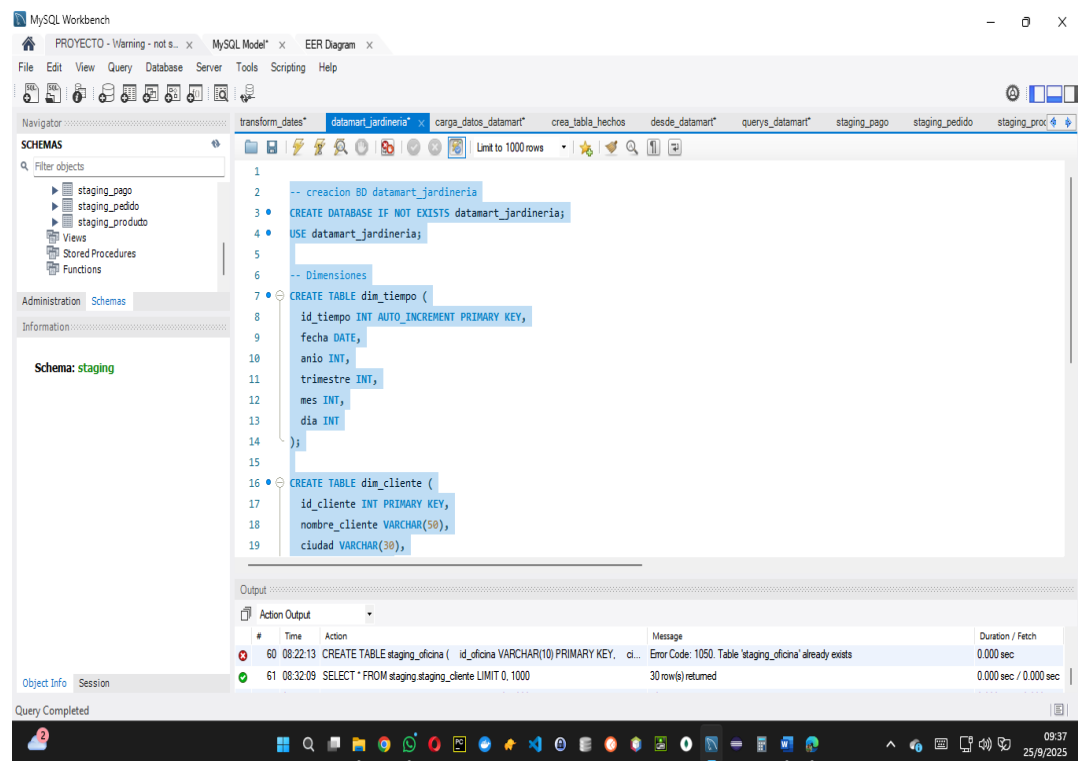 MySQL Workbench
PROYECTO - Warning - not s... x MySQL Model* x EER Diagram x
File Edit View Query Database Server Tools Scripting Help
Navigator
transform_dates* datamart_jardineria* x carga_datos_datamart* crea_tabla_hechos desde_datamart* querys_datamart* staging_pago staging_pedido staging_proc
SCHEMAS
Limit to 1000 rows
Filter objects
staging_pago
staging_pedido
staging_producto
Views
Stored Procedures
Functions
Administration Schemas
Information
Schema: staging
Object Info Session
1
2 -- creacion BD datamart_jardineria
3 CREATE DATABASE IF NOT EXISTS datamart_jardineria;
4 USE datamart_jardineria;
5
6 -- Dimensiones
7 CREATE TABLE dim_tiempo (
8 id_tiempo INT AUTO_INCREMENT PRIMARY KEY,
9 fecha DATE,
10 anio INT,
11 trimestre INT,
12 mes INT,
13 dia INT
14 );
15
16 CREATE TABLE dim_cliente (
17 id_cliente INT PRIMARY KEY,
18 nombre_cliente VARCHAR(50),
19 ciudad VARCHAR(30),
Output
Action Output
# Time Action Message Duration / Fetch
60 08:22:13 CREATE TABLE staging_oficina ( id_oficina VARCHAR(10) PRIMARY KEY, ci... Error Code: 1050. Table 'staging_oficina' already exists 0.000 sec
61 08:32:09 SELECT * FROM staging.staging_cliente LIMIT 0, 1000 30 row(s) returned 0.000 sec / 0.000 sec
Query Completed
2
09:37
25/9/2025